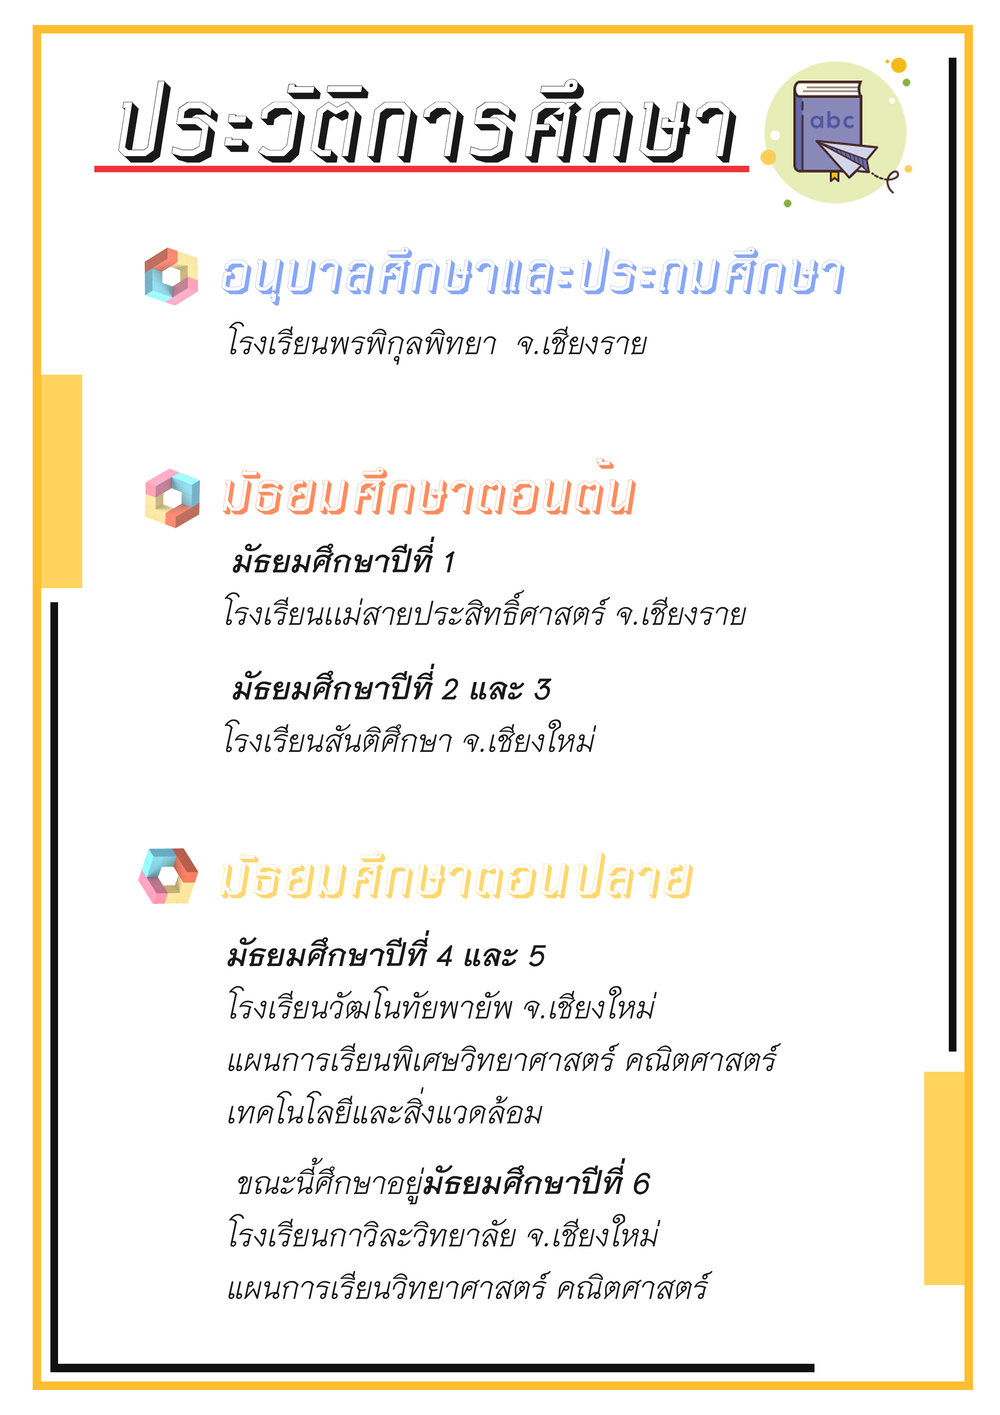 ประวัติการศึกษา
abc
อนุบาลศึกษาและประถมศึกษา
โรงเรียนพรพิกุลพิทยา จ.เชียงราย
มัธยมศึกษาตอนต้น
มัธยมศึกษาปีที่ 1
โรงเรียนแม่สายประสิทธิ์ศาสตร์ จ.เชียงราย
มัธยมศึกษาปีที่ 2 และ 3
โรงเรียนสันติศึกษา จ.เชียงใหม่
มัธยมศึกษาตอนปลาย
มัธยมศึกษาปีที่ 4 และ 5
โรงเรียนวัฒโนทัยพายัพ จ.เชียงใหม่
แผนการเรียนพิเศษวิทยาศาสตร์ คณิตศาสตร์
เทคโนโลยีและสิ่งแวดล้อม
ขณะนี้ศึกษาอยู่มัธยมศึกษาปีที่ 6
โรงเรียนกาวิละวิทยาลัย จ.เชียงใหม่
แผนการเรียนวิทยาศาสตร์ คณิตศาสตร์